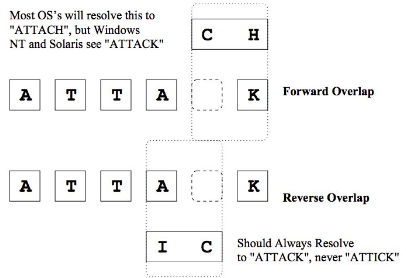 Most OS's will resolve this to
"ATTACH", but Windows
NT and Solaris see "ATTACK"
C H
A T T A K
Forward Overlap
A T T A K
Reverse Overlap
I C
Should Always Resolve
to "ATTACK", never "ATTICK"